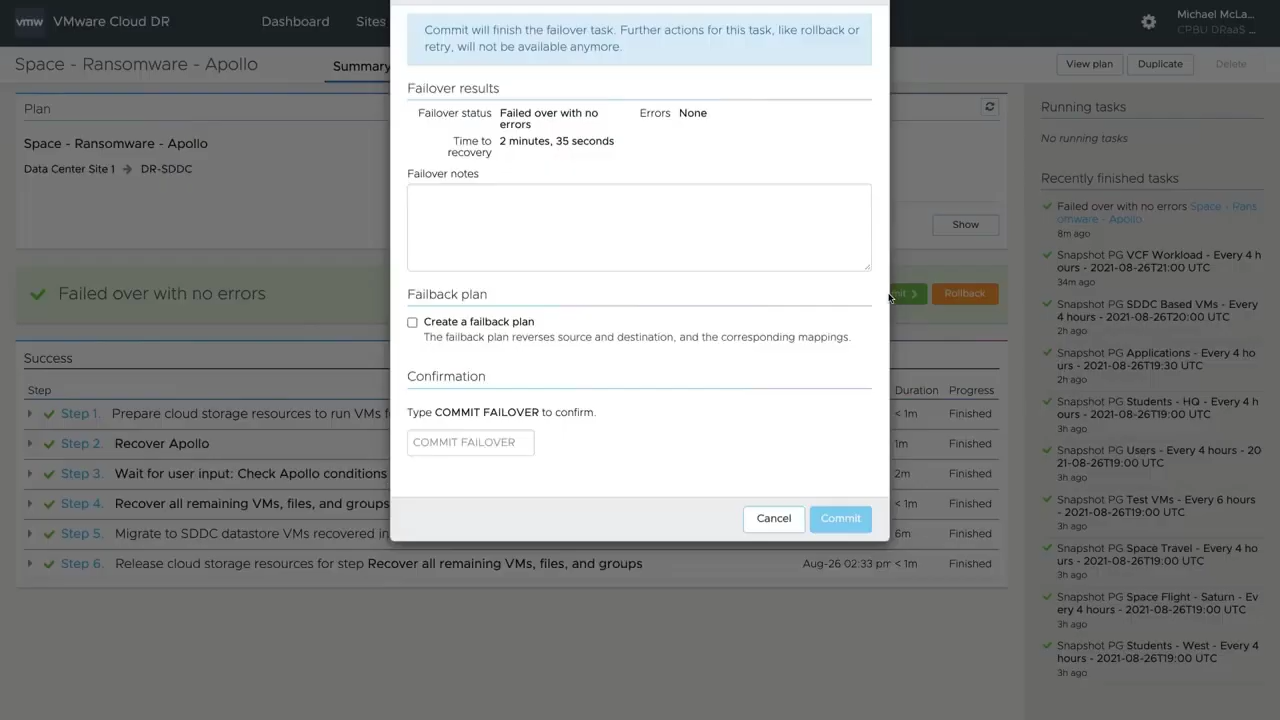 vmw VMware Cloud DR Dashboard Sites
Michael McLa...
CPBU DRaaS ...
Space - Ransomware - Apollo Summary
View plan Duplicate Delete
Plan
Space - Ransomware - Apollo
Data Center Site 1 → DR-SDDC
Show
Failed over with no errors
Rollback
Success
Step Duration Progress
Step 1. Prepare cloud storage resources to run VMs f < 1m Finished
Step 2. Recover Apollo 1m Finished
Step 3. Wait for user input: Check Apollo conditions 2m Finished
Step 4. Recover all remaining VMs, files, and groups < 1m Finished
Step 5. Migrate to SDDC datastore VMs recovered in 6m Finished
Step 6. Release cloud storage resources for step Recover all remaining VMs, files, and groups Aug-26 02:33 pm < 1m Finished
Commit will finish the failover task. Further actions for this task, like rollback or
retry, will not be available anymore.
Failover results
Failover status Failed over with no
errors
Errors None
Time to
recovery
2 minutes, 35 seconds
Failover notes
Failback plan
Create a failback plan
The failback plan reverses source and destination, and the corresponding mappings.
Confirmation
Type COMMIT FAILOVER to confirm.
COMMIT FAILOVER
Cancel Commit
Running tasks
No running tasks
Recently finished tasks
Failed over with no errors Space - Rans
omware - Apollo
8m ago
Snapshot PG VCF Workload - Every 4 h
ours - 2021-08-26T21:00 UTC
34m ago
Snapshot PG SDDC Based VMs - Every
4 hours - 2021-08-26T20:00 UTC
2h ago
Snapshot PG Applications - Every 4 ho
urs - 2021-08-26T19:30 UTC
2h ago
Snapshot PG Students - HQ - Every 4 h
ours - 2021-08-26T19:00 UTC
3h ago
Snapshot PG Users - Every 4 hours - 20
21-08-26T19:00 UTC
3h ago
Snapshot PG Test VMs - Every 6 hours
- 2021-08-26T19:00 UTC
3h ago
Snapshot PG Space Travel - Every 4 ho
urs - 2021-08-26T19:00 UTC
3h ago
Snapshot PG Space Flight - Saturn - Ev
ery 4 hours - 2021-08-26T19:00 UTC
3h ago
Snapshot PG Students - West - Every 4
hours - 2021-08-26T19:00 UTC
3h ago